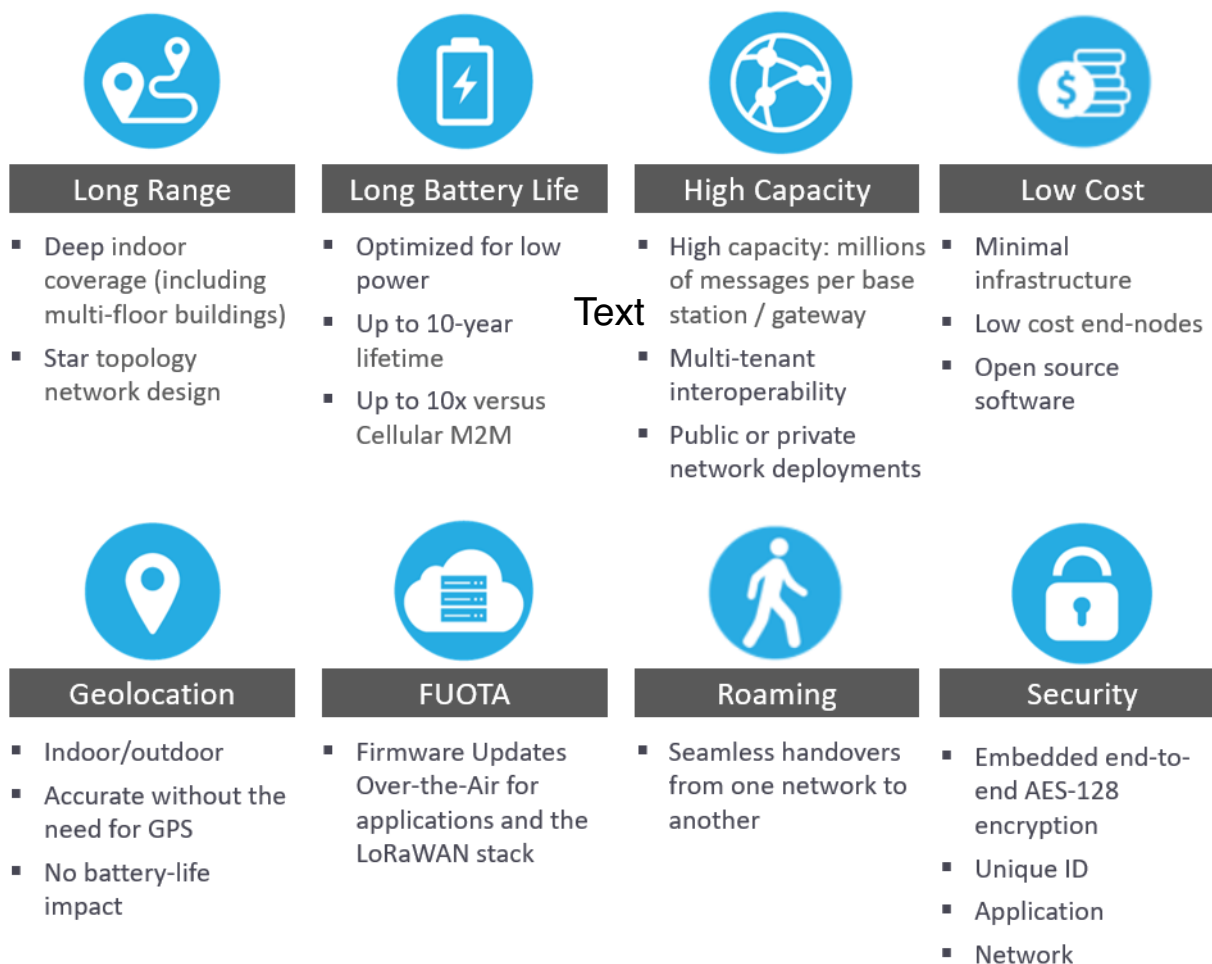 Long Range
▪ Deep indoor
coverage (including
multi-floor buildings)
▪ Star topology
network design
Long Battery Life
▪ Optimized for low
power
▪ Up to 10-year
lifetime
▪ Up to 10x versus
Cellular M2M
Text
High Capacity
▪ High capacity: millions
of messages per base
station / gateway
▪ Multi-tenant
interoperability
▪ Public or private
network deployments
$
Low Cost
▪ Minimal
infrastructure
▪ Low cost end-nodes
▪ Open source
software
Geolocation
▪ Indoor/outdoor
▪ Accurate without the
need for GPS
▪ No battery-life
impact
FUOTA
▪ Firmware Updates
Over-the-Air for
applications and the
LoRaWAN stack
Roaming
▪ Seamless handovers
from one network to
another
Security
▪ Embedded end-to-
end AES-128
encryption
▪ Unique ID
▪ Application
▪ Network